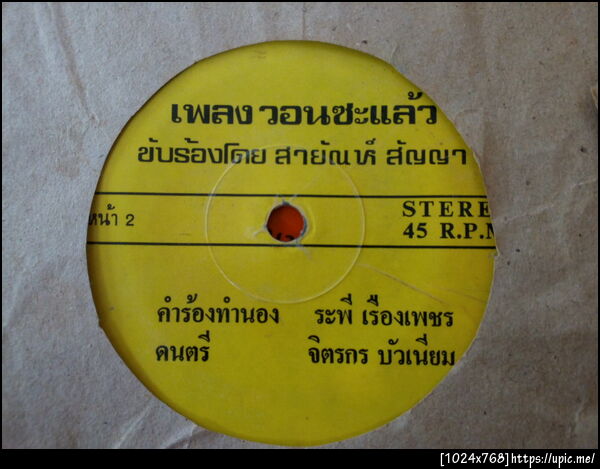 เพลง วอนซะแล้ว
ขับร้องโดย สายัณห์ สัญญา
หน้า 2
STERE
45 R.P.M
คำร้องทำนอง ระพี เรืองเพชร
ดนตรี จิตรกร บัวเนียม
[1024x768]https://upic.me/